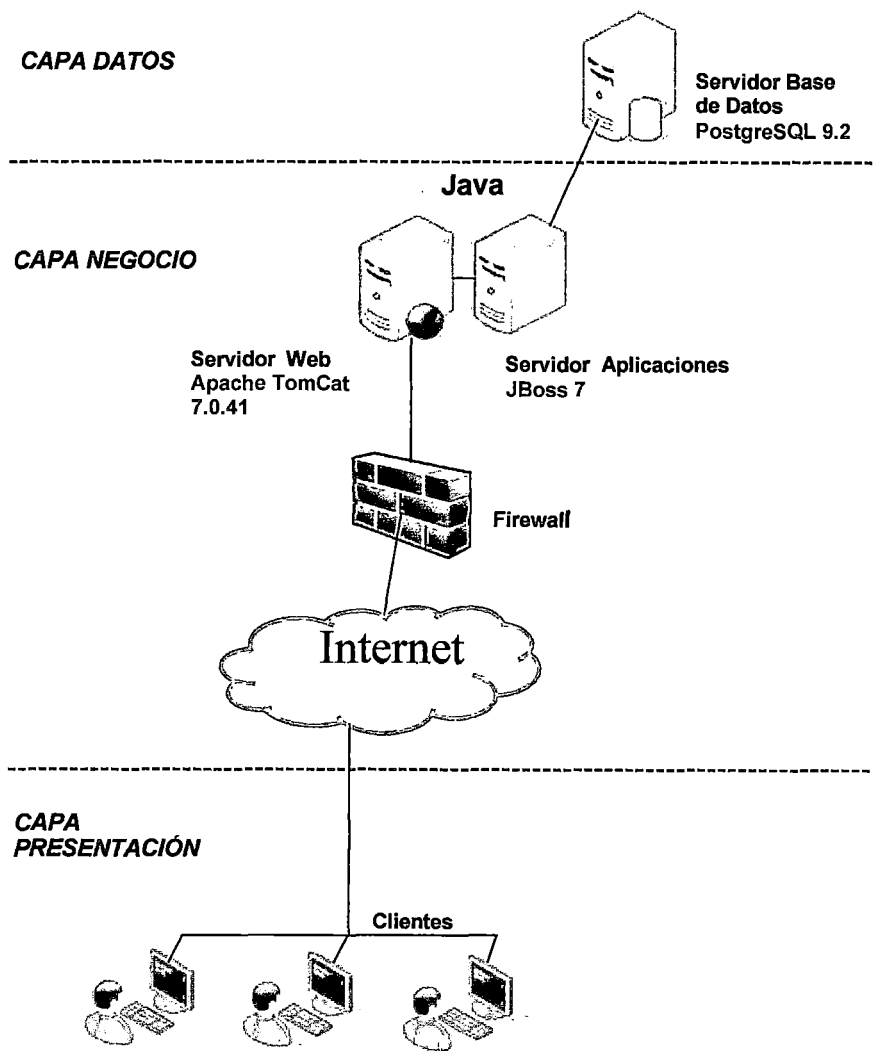 CAPA DATOS
Servidor Base
de Datos
PostgreSQL 9.2
Java
CAPA NEGOCIO
Servidor Web
Apache TomCat
7.0.41
Servidor Aplicaciones
JBoss 7
Firewall
Internet
CAPA
PRESENTACIÓN
Clientes